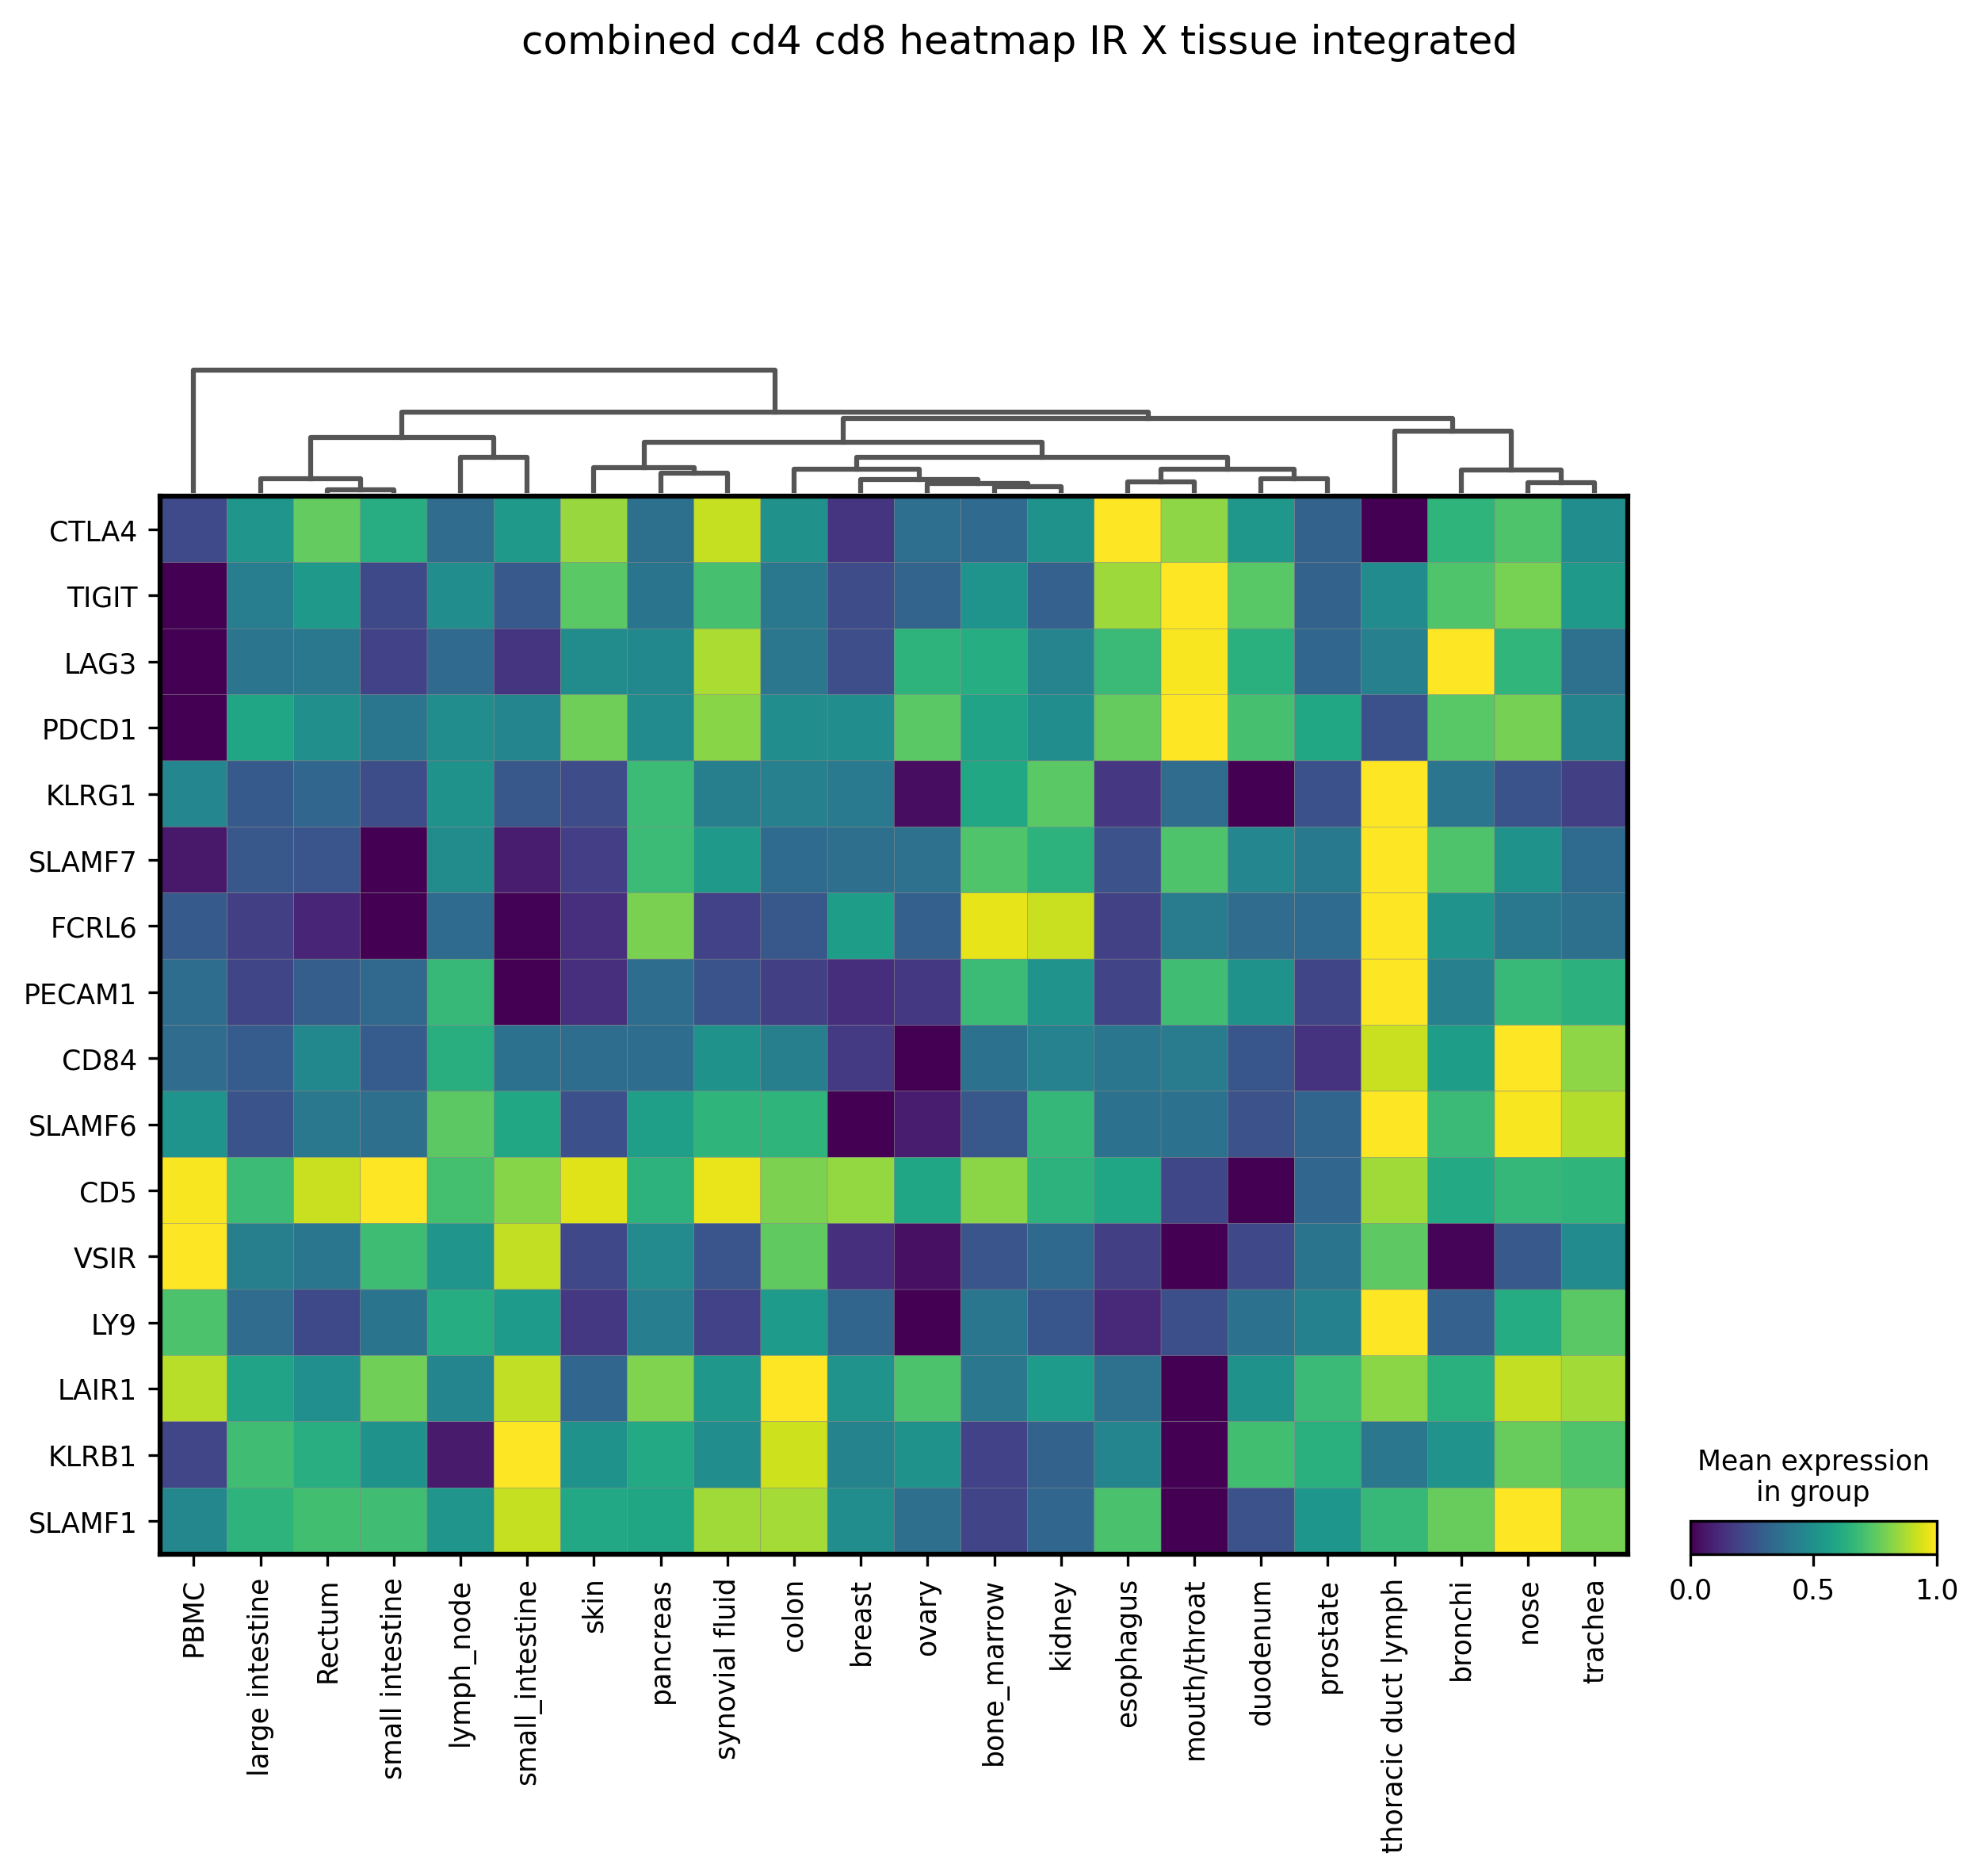 combined cd4 cd8 heatmap IR X tissue integrated
CTLA4
TIGIT
LAG3
PDCD1
KLRG1
SLAMF7
FCRL6
PECAM1
CD84
SLAMF6
CD5
VSIR
LY9
LAIR1
KLRB1
SLAMF1
PBMC
large intestine
Rectum
small intestine
lymph_node
small_intestine
skin
pancreas
synovial fluid
colon
breast
ovary
bone_marrow
kidney
esophagus
mouth/throat
duodenum
prostate
thoracic duct lymph
bronchi
nose
trachea
Mean expression
in group
0.0 0.5 1.0